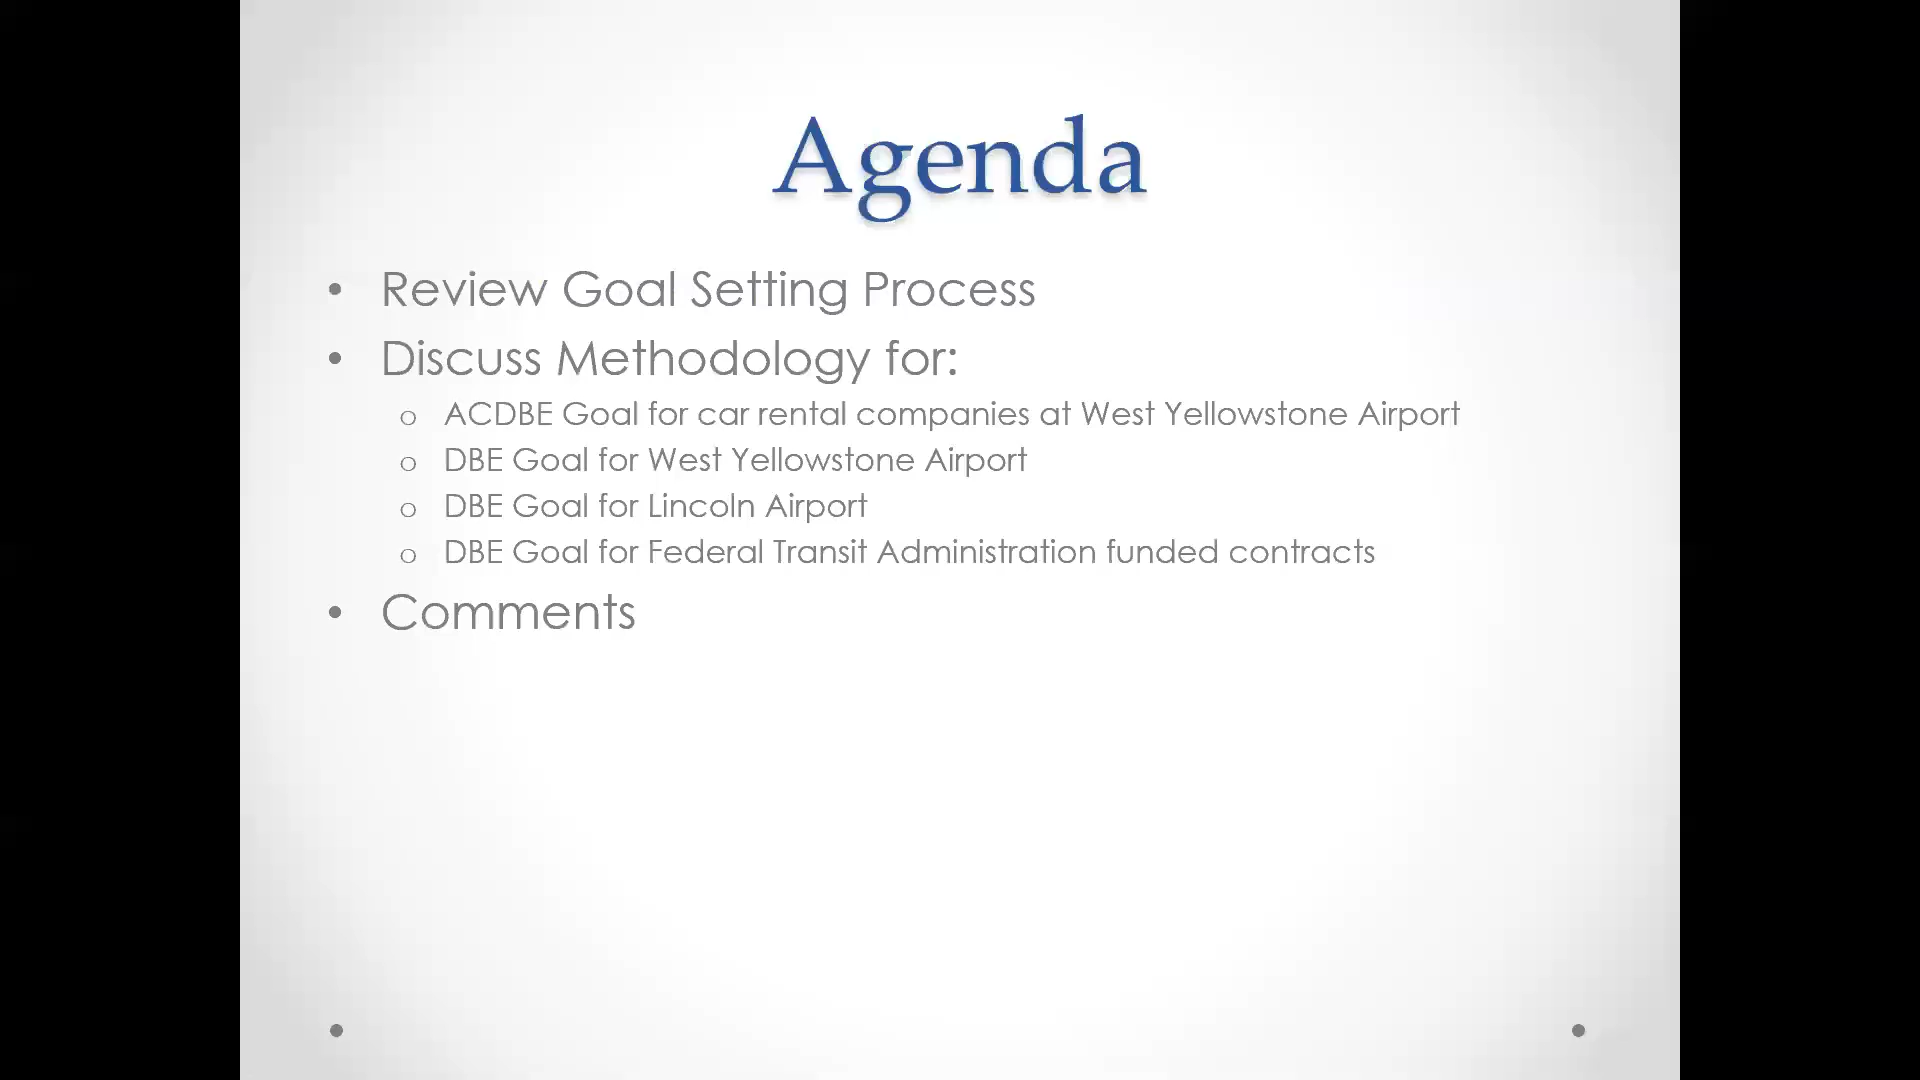 Agenda
• Review Goal Setting Process
• Discuss Methodology for:
o ACDBE Goal for car rental companies at West Yellowstone Airport
o DBE Goal for West Yellowstone Airport
o DBE Goal for Lincoln Airport
o DBE Goal for Federal Transit Administration funded contracts
• Comments